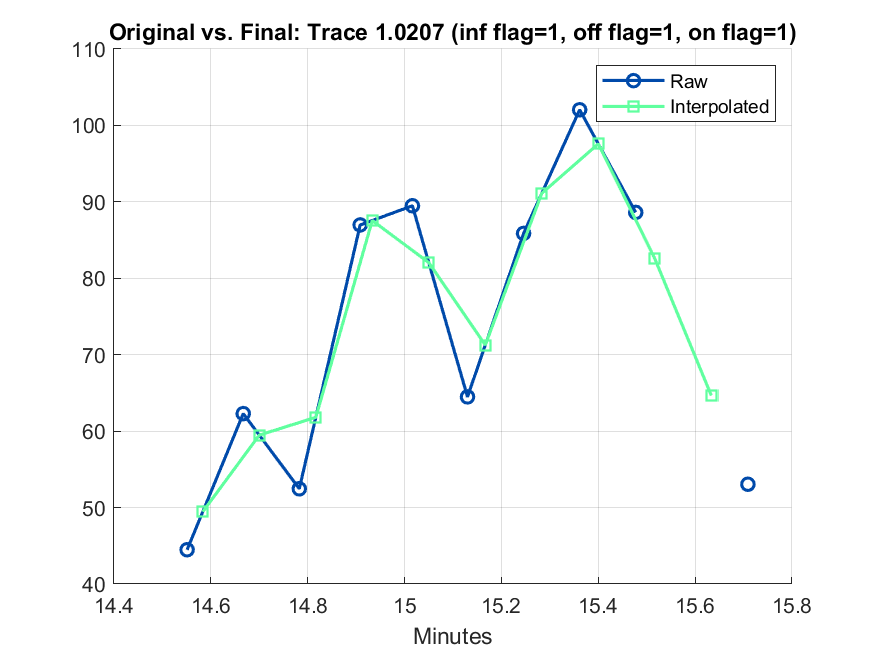 Original vs. Final: Trace 1.0207 (inf flag=1, off flag=1, on flag=1)
110
100
90
80
70
60
50
40
Raw
Interpolated
14.4 14.6 14.8 15 15.2 15.4 15.6 15.8
Minutes